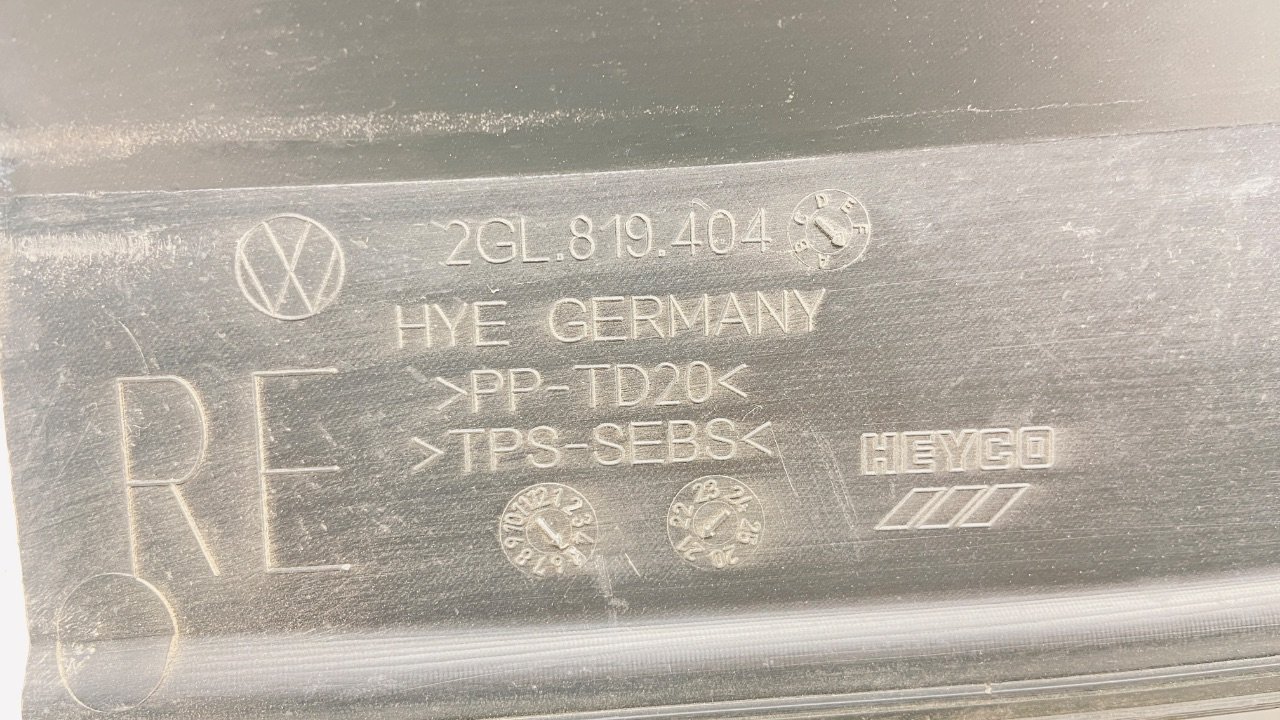 2GL.819.404
HYE GERMANY
>PP-TD20<
>TPS-SEBS<
RE
HEYCO